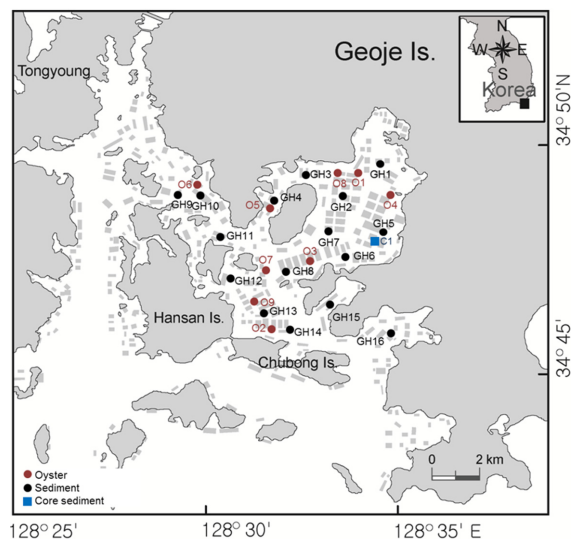 N
W E
S
Korea
Geoje Is.
Tongyoung
34° 50'N
GH3
O8
O1
GH1
O6
GH9
GH10
O5
GH4
GH2
O4
GH11
GH7
GH5
C1
O3
GH6
O7
GH8
GH12
O9
GH13
GH15
Hansan Is.
O2
GH14
GH16
34° 45'
Chubong Is.
Oyster
Sediment
Core sediment
0 2 km
128° 25' 128° 30' 128° 35' E